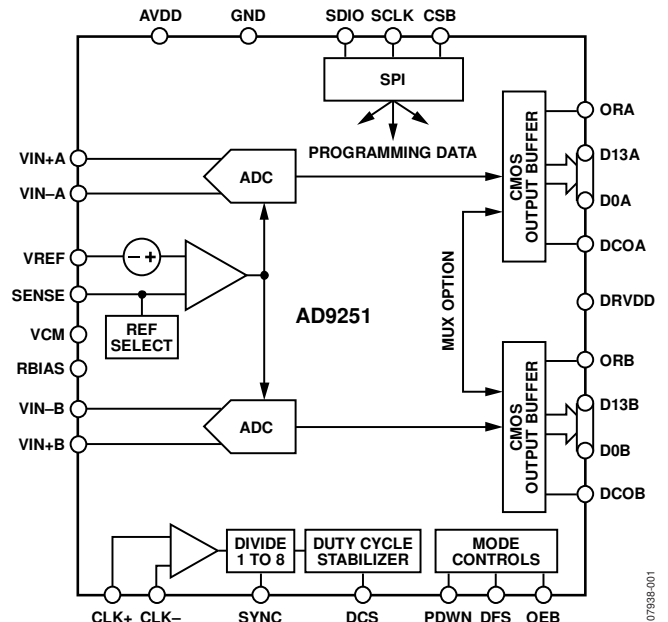 AVDD
GND
SDIO SCLK CSB
SPI
PROGRAMMING DATA
VIN+A
VIN–A
ADC
CMOS
OUTPUT BUFFER
ORA
D13A
D0A
DCOA
VREF
– +
SENSE
REF
SELECT
VCM
RBIAS
AD9251
MUX OPTION
DRVDD
VIN–B
VIN+B
ADC
CMOS
OUTPUT BUFFER
ORB
D13B
D0B
DCOB
DIVIDE
1 TO 8
DUTY CYCLE
STABILIZER
MODE
CONTROLS
CLK+ CLK–
SYNC
DCS
PDWN DFS OEB
07938-001